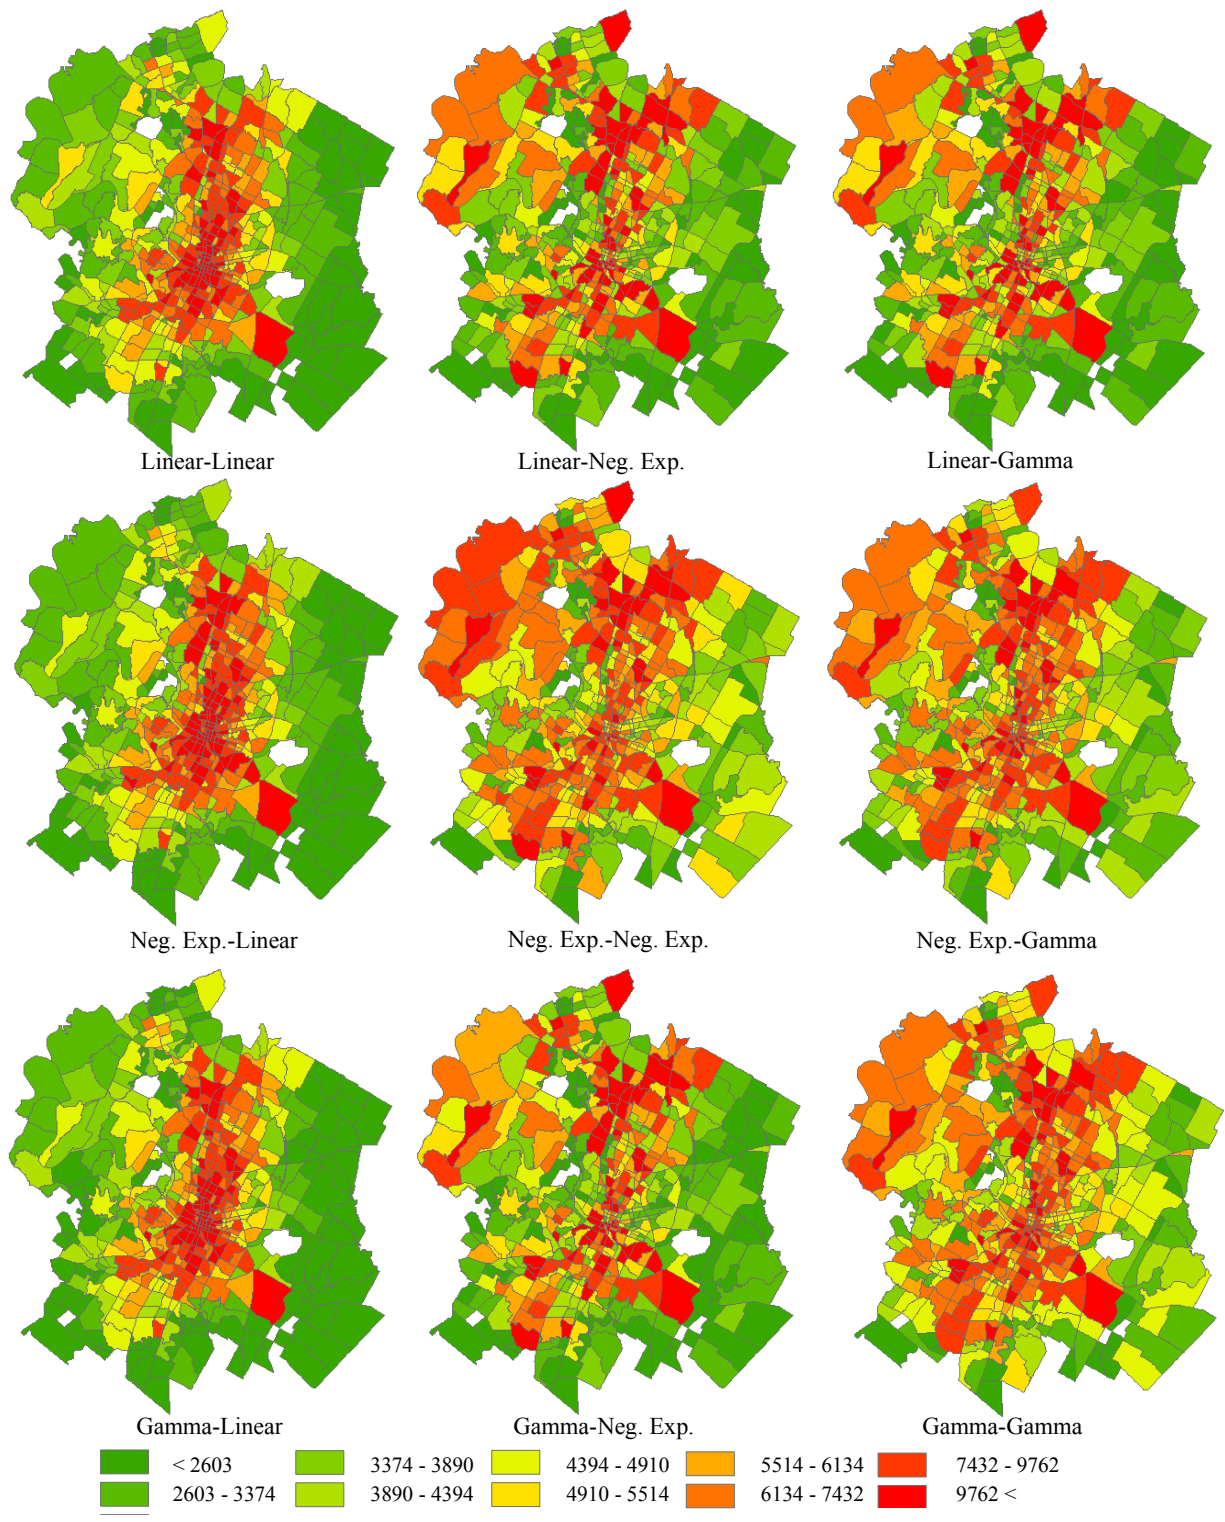 Linear-Linear Linear-Neg. Exp. Linear-Gamma
Neg. Exp.-Linear Neg. Exp.-Neg. Exp. Neg. Exp.-Gamma
Gamma-Linear Gamma-Neg. Exp. Gamma-Gamma
< 2603 3374 - 3890 4394 - 4910 5514 - 6134 7432 - 9762
2603 - 3374 3890 - 4394 4910 - 5514 6134 - 7432 9762 <